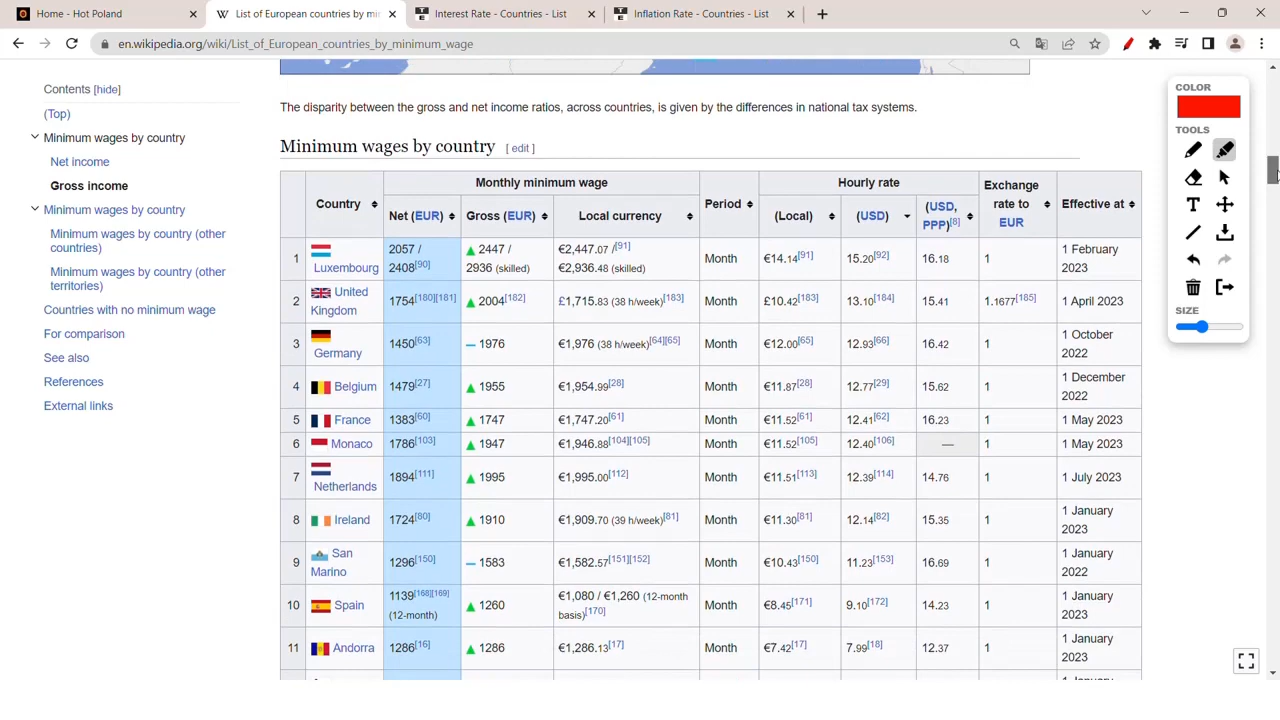 Home - Hot Poland
List of European countries by mi
Interest Rate - Countries - List
Inflation Rate - Countries - List
en.wikipedia.org/wiki/List_of_European_countries_by_minimum_wage
Contents [hide]
(Top)
Minimum wages by country
Net income
Gross income
Minimum wages by country
Minimum wages by country (other
countries)
Minimum wages by country (other
territories)
Countries with no minimum wage
For comparison
See also
References
External links
The disparity between the gross and net income ratios, across countries, is given by the differences in national tax systems.
Minimum wages by country [ edit ]
Country Monthly minimum wage Period Hourly rate Exchange rate to EUR Effective at
Net (EUR) Gross (EUR) Local currency (Local) (USD) (USD, PPP)[8]
1 Luxembourg 2057 / 2408[90] 2447 / 2936 (skilled) €2,447.07 /[91] €2,936.48 (skilled) Month €14.14[91] 15.20[92] 16.18 1 1 February 2023
2 United Kingdom 1754[180][181] 2004[182] £1,715.83 (38 h/week)[183] Month £10.42[183] 13.10[184] 15.41 1.1677[185] 1 April 2023
3 Germany 1450[63] 1976 €1,976 (38 h/week)[64][65] Month €12.00[65] 12.93[66] 16.42 1 1 October 2022
4 Belgium 1479[27] 1955 €1,954.99[28] Month €11.87[28] 12.77[29] 15.62 1 1 December 2022
5 France 1383[60] 1747 €1,747.20[61] Month €11.52[61] 12.41[62] 16.23 1 1 May 2023
6 Monaco 1786[103] 1947 €1,946.88[104][105] Month €11.52[105] 12.40[106] — 1 1 May 2023
7 Netherlands 1894[111] 1995 €1,995.00[112] Month €11.51[113] 12.39[114] 14.76 1 1 July 2023
8 Ireland 1724[80] 1910 €1,909.70 (39 h/week)[81] Month €11.30[81] 12.14[82] 15.35 1 1 January 2023
9 San Marino 1296[150] 1583 €1,582.57[151][152] Month €10.43[150] 11.23[153] 16.69 1 1 January 2022
10 Spain 1139[168][169] (12-month) 1260 €1,080 / €1,260 (12-month basis)[170] Month €8.45[171] 9.10[172] 14.23 1 1 January 2023
11 Andorra 1286[16] 1286 €1,286.13[17] Month €7.42[17] 7.99[18] 12.37 1 1 January 2023
COLOR
TOOLS
SIZE